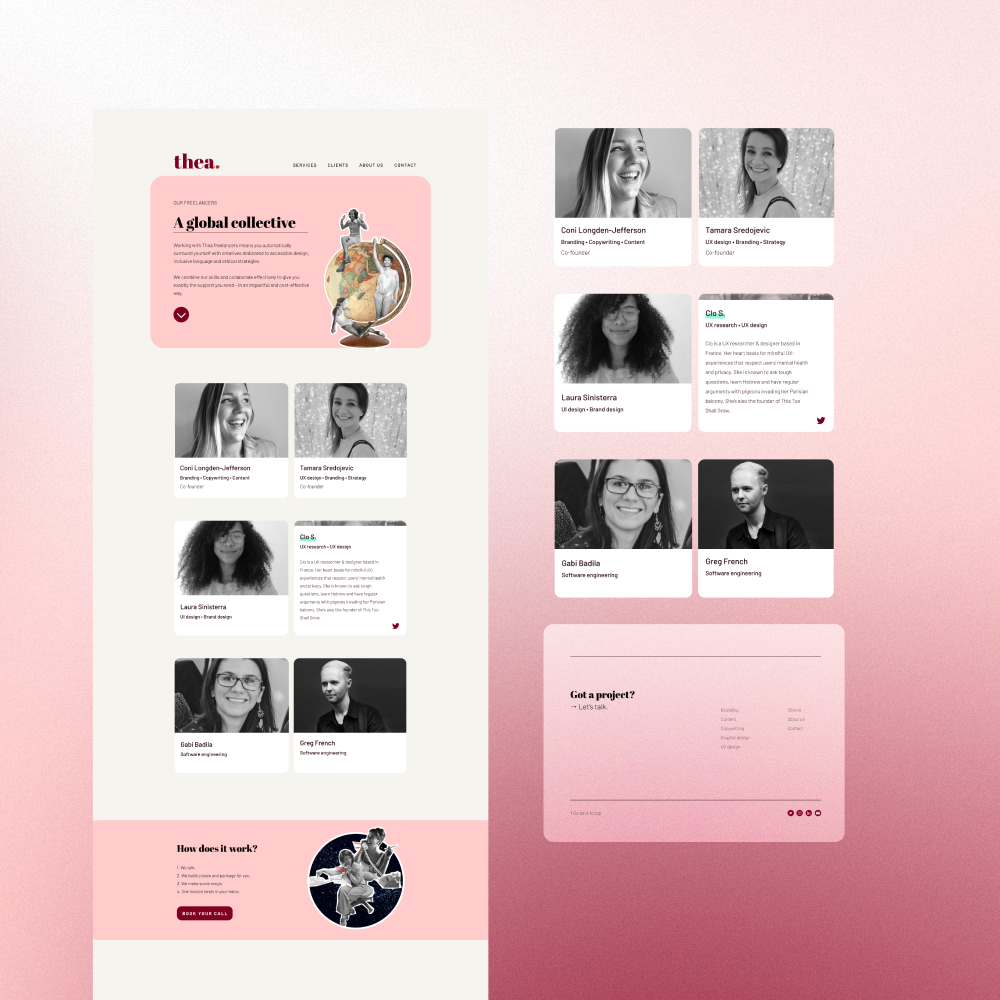 thea.
SERVICES CLIENTS ABOUT US CONTACT
OUR FREELANCERS
A global collective
Working with Thea freelancers means you automatically
surround yourself with creatives dedicated to accessible design,
inclusive language and ethical strategies.
We combine our skills and collaborate effectively to give you
exactly the support you need - in an impactful and cost-effective
way.
Coni Longden-Jefferson
Branding • Copywriting • Content
Co-founder
Tamara Sredojevic
UX design • Branding • Strategy
Co-founder
Laura Sinisterra
UI design • Brand design
Clo S.
UX research • UX design
Clo is a UX researcher & designer based in
France. Her heart beats for mindful UX:
experiences that respect users' mental health
and privacy. She is known to ask tough
questions, learn Hebrew and have regular
arguments with pigeons invading her Parisian
balcony. She's also the founder of This Too
Shall Grow.
Gabi Badila
Software engineering
Greg French
Software engineering
How does it work?
1. We talk.
2. We build a team and package for you.
3. We make some magic.
4. One invoice lands in your inbox.
BOOK YOUR CALL
Coni Longden-Jefferson
Branding • Copywriting • Content
Co-founder
Tamara Sredojevic
UX design • Branding • Strategy
Co-founder
Laura Sinisterra
UI design • Brand design
Clo S.
UX research • UX design
Clo is a UX researcher & designer based in
France. Her heart beats for mindful UX:
experiences that respect users' mental health
and privacy. She is known to ask tough
questions, learn Hebrew and have regular
arguments with pigeons invading her Parisian
balcony. She's also the founder of This Too
Shall Grow.
Gabi Badila
Software engineering
Greg French
Software engineering
Got a project?
→ Let's talk.
Branding
Content
Copywriting
Graphic design
UX design
Clients
About us
Contact
↑ Go back to top